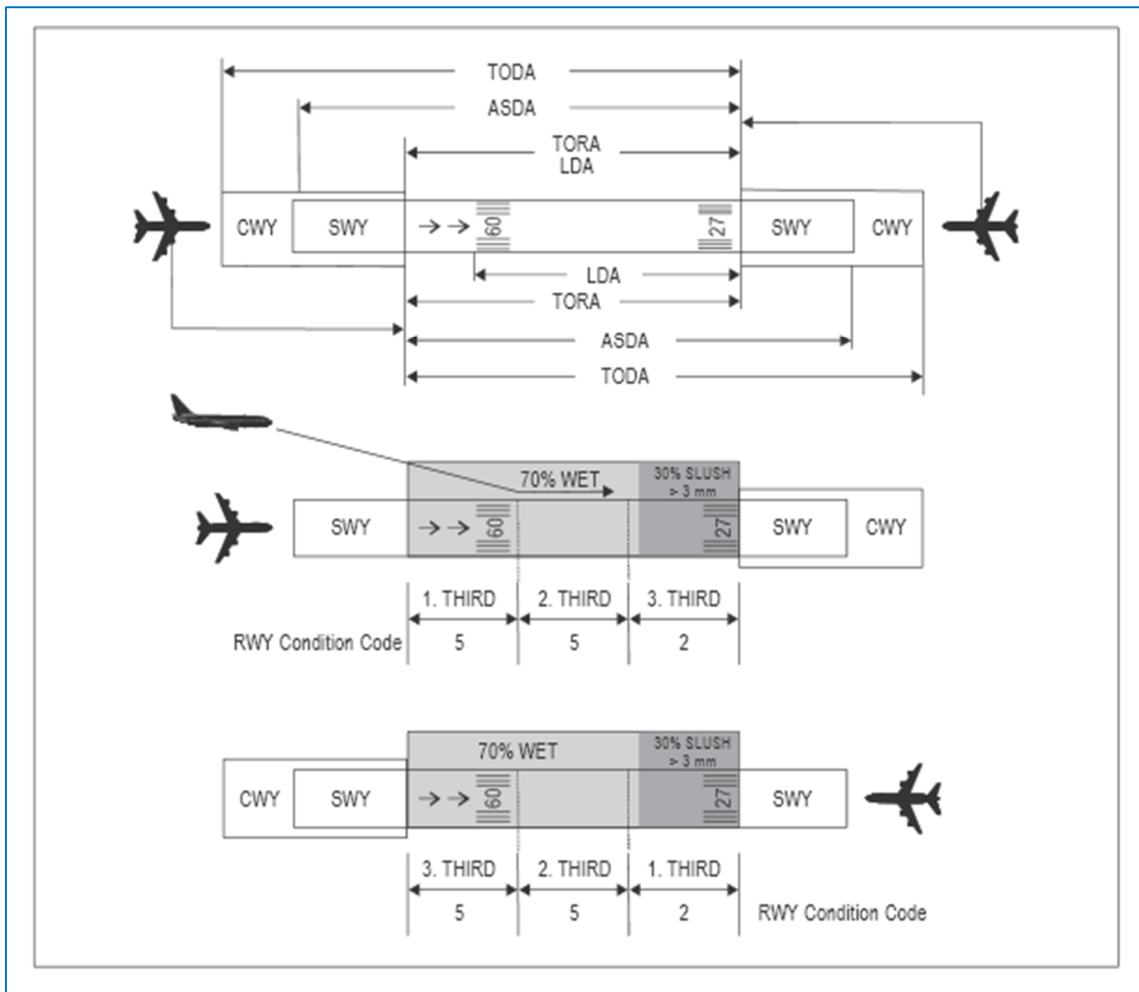 TODA
ASDA
TORA
LDA
CWY SWY 09 27 SWY CWY
LDA
TORA
ASDA
TODA
70% WET 30% SLUSH
> 3 mm
SWY 09 27 SWY CWY
1. THIRD 2. THIRD 3. THIRD
RWY Condition Code 5 5 2
70% WET 30% SLUSH
> 3 mm
CWY SWY 09 27 SWY
3. THIRD 2. THIRD 1. THIRD
5 5 2 RWY Condition Code